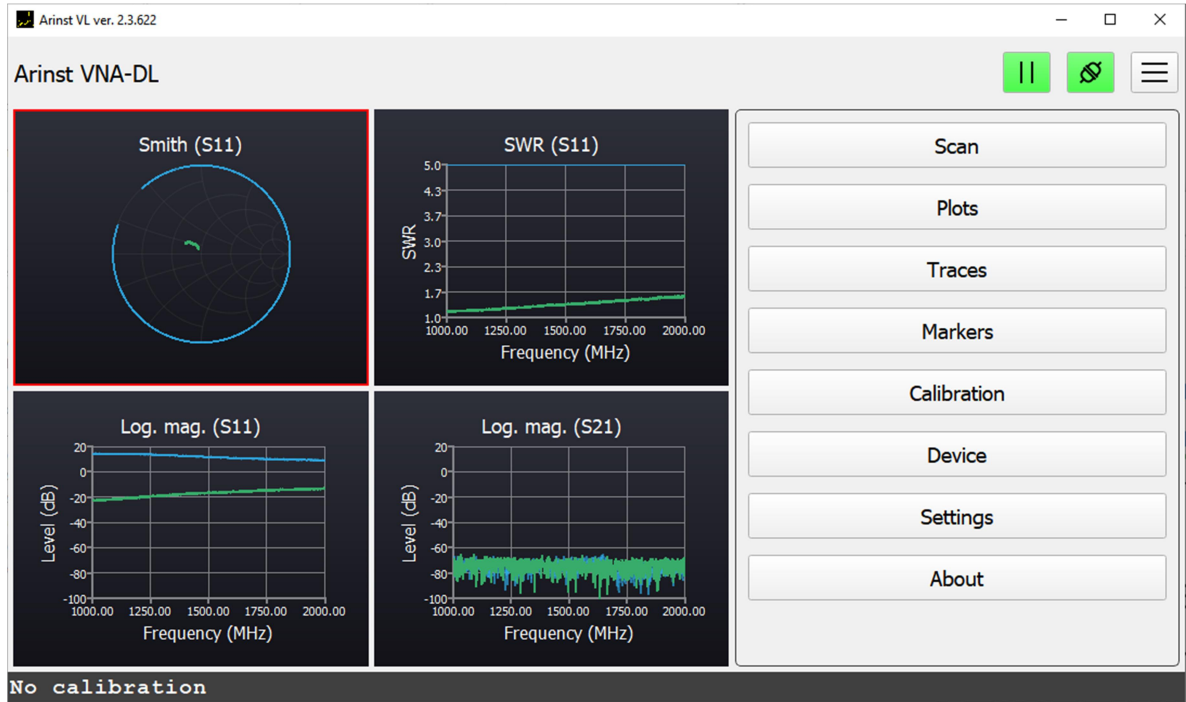 Arinst VL ver. 2.3.622
Arinst VNA-DL
Smith (S11)
SWR (S11)
5.0
4.3
3.7
3.0
2.3
1.7
1.0
SWR
1000.00 1250.00 1500.00 1750.00 2000.00
Frequency (MHz)
Log. mag. (S11)
20
0
-20
-40
-60
-80
-100
Level (dB)
1000.00 1250.00 1500.00 1750.00 2000.00
Frequency (MHz)
Log. mag. (S21)
20
0
-20
-40
-60
-80
-100
Level (dB)
1000.00 1250.00 1500.00 1750.00 2000.00
Frequency (MHz)
Scan
Plots
Traces
Markers
Calibration
Device
Settings
About
No calibration